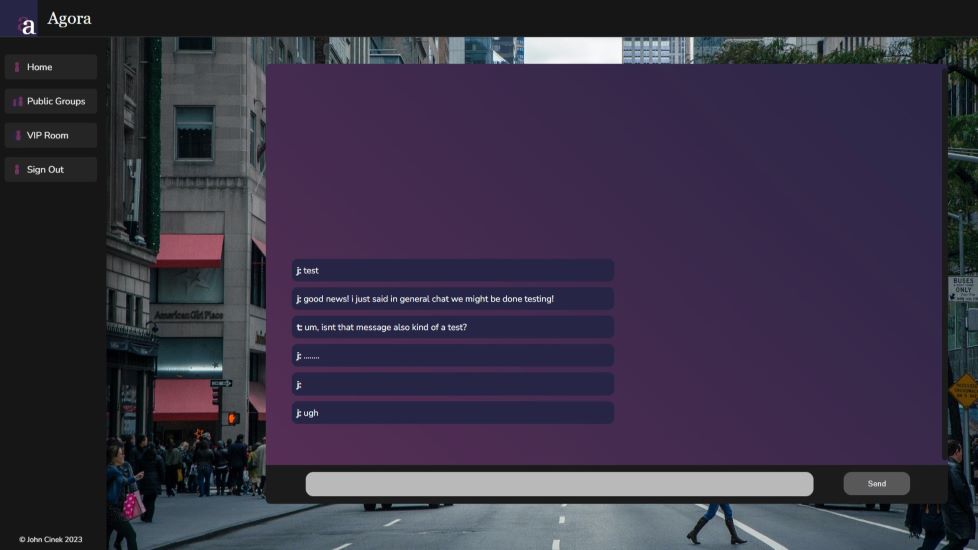 a Agora
Home
Public Groups
VIP Room
Sign Out
American Girl Place
BUSES
ONLY
j: test
j: good news! i just said in general chat we might be done testing!
t: um, isnt that message also kind of a test?
j: ........
j:
j: ugh
Send
© John Cinek 2023